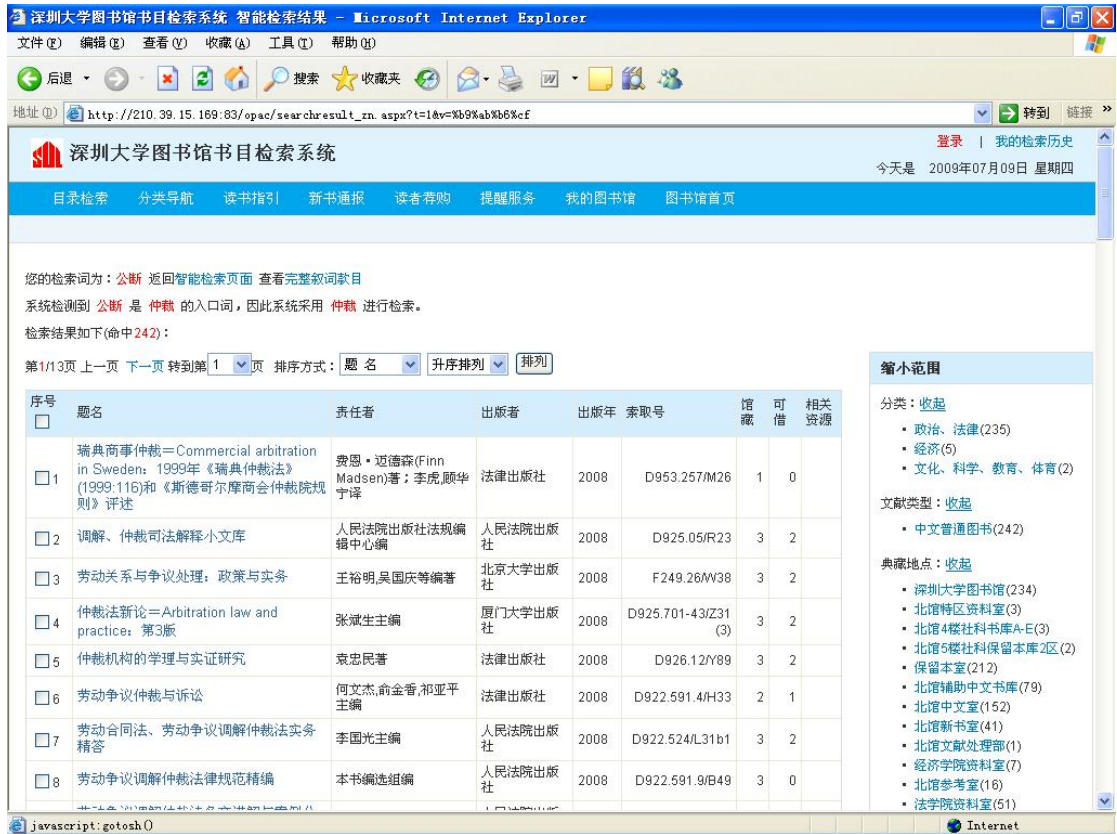 深圳大学图书馆书目检索系统 智能检索结果 - Microsoft Internet Explorer
文件(F) 编辑(E) 查看(V) 收藏(A) 工具(T) 帮助(H)
后退 搜索 收藏夹
地址(D) http://210.39.15.169:83/opac/searchresult_zn.aspx?t=1&v=%b9%ab%b6%cf 转到 链接 »
深圳大学图书馆书目检索系统
登录 | 我的检索历史
今天是 2009年07月09日 星期四
目录检索 分类导航 读书指引 新书通报 读者荐购 提醒服务 我的图书馆 图书馆首页
您的检索词为：公断 返回智能检索页面 查看完整叙词款目
系统检测到 公断 是 仲裁 的入口词，因此系统采用 仲裁 进行检索。
检索结果如下(命中242)：
第1/13页 上一页 下一页 转到第 1 页 排序方式： 题 名 升序排列 排列
序号 题名 责任者 出版者 出版年 索取号 馆藏 可借 相关资源
1 瑞典商事仲裁＝Commercial arbitration
in Sweden：1999年《瑞典仲裁法》
(1999:116)和《斯德哥尔摩商会仲裁院规
则》评述
费恩·迈德森(Finn
Madsen)著；李虎,顾华
宁译
法律出版社 2008 D953.257/M26 1 0
2 调解、仲裁司法解释小文库
人民法院出版社法规编
辑中心编
人民法院出版
社
2008 D925.05/R23 3 2
3 劳动关系与争议处理：政策与实务 王裕明,吴国庆等编著
北京大学出版
社
2008 F249.26/W38 3 2
4 仲裁法新论＝Arbitration law and
practice：第3版
张斌生主编
厦门大学出版
社
2008
D925.701-43/Z31
(3)
3 2
5 仲裁机构的学理与实证研究 袁忠民著 法律出版社 2008 D926.12/Y89 3 2
6 劳动争议仲裁与诉讼
何文杰,俞金香,祁亚平
主编
法律出版社 2008 D922.591.4/H33 2 1
7 劳动合同法、劳动争议调解仲裁法实务
精答
李国光主编
人民法院出版
社
2008 D922.524/L31b1 3 2
8 劳动争议调解仲裁法律规范精编 本书编选组编
人民法院出版
社
2008 D922.591.9/B49 3 0
缩小范围
分类：收起
政治、法律(235)
经济(5)
文化、科学、教育、体育(2)
文献类型：收起
中文普通图书(242)
典藏地点：收起
深圳大学图书馆(234)
北馆特区资料室(3)
北馆4楼社科书库A-E(3)
北馆5楼社科保留本库2区(2)
保留本室(212)
北馆辅助中文书库(79)
北馆中文室(152)
北馆新书室(41)
北馆文献处理部(1)
经济学院资料室(7)
北馆参考室(16)
法学院资料室(51)
javascript:gotosh() Internet